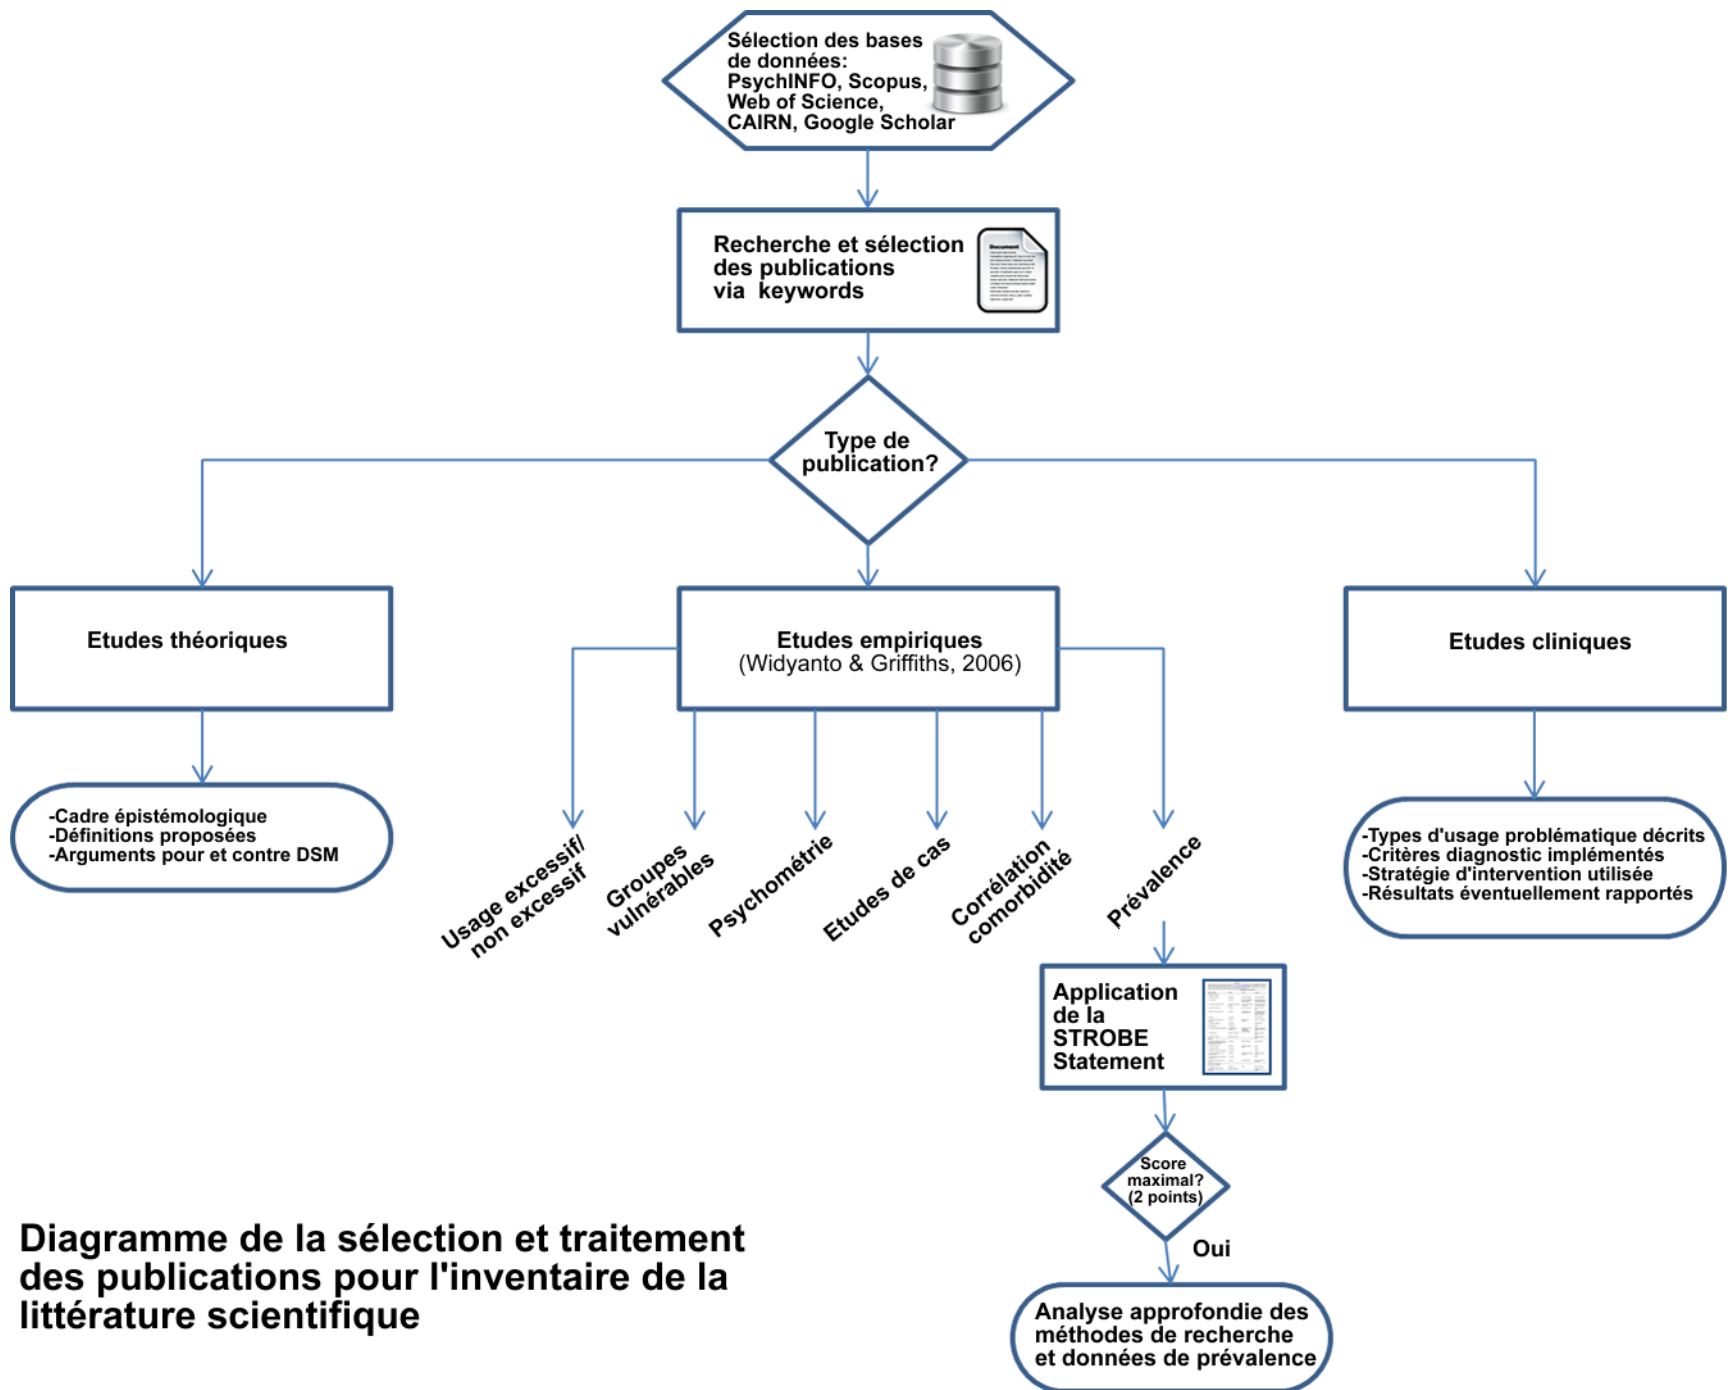 Sélection des bases
de données:
PsychINFO, Scopus,
Web of Science,
CAIRN, Google Scholar
Recherche et sélection
des publications
via keywords
Document
Type de
publication?
Etudes théoriques
Etudes empiriques
(Widyanto & Griffiths, 2006)
Etudes cliniques
-Cadre épistémologique
-Définitions proposées
-Arguments pour et contre DSM
Usage excessif/
non excessif
Groupes
vulnérables
Psychométrie
Etudes de cas
Corrélation
comorbidité
Prévalence
-Types d'usage problématique décrits
-Critères diagnostic implémentés
-Stratégie d'intervention utilisée
-Résultats éventuellement rapportés
Application
de la
STROBE
Statement
Score
maximal?
(2 points)
Oui
Analyse approfondie des
méthodes de recherche
et données de prévalence
Diagramme de la sélection et traitement
des publications pour l'inventaire de la
littérature scientifique